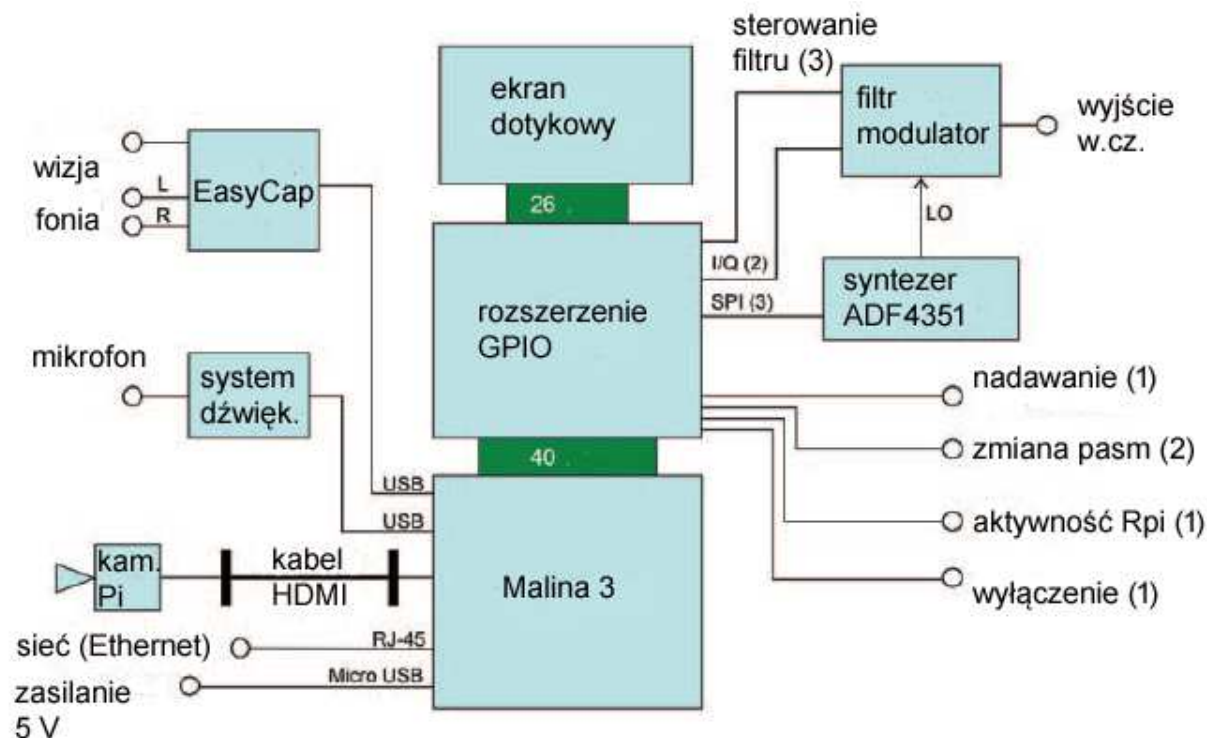 sterowanie
filtru (3)
ekran
dotykowy
filtr
modulator
wyjście
w.cz.
wizja
L
EasyCap
fonia
R
26
LO
I/Q (2)
SPI (3)
syntezer
ADF4351
rozszerzenie
GPIO
mikrofon
system
dźwięk.
nadawanie (1)
zmiana pasm (2)
40
USB
USB
aktywność Rpi (1)
kam.
Pi
kabel
HDMI
Malina 3
wyłączenie (1)
sieć (Ethernet)
RJ-45
Micro USB
zasilanie
5 V